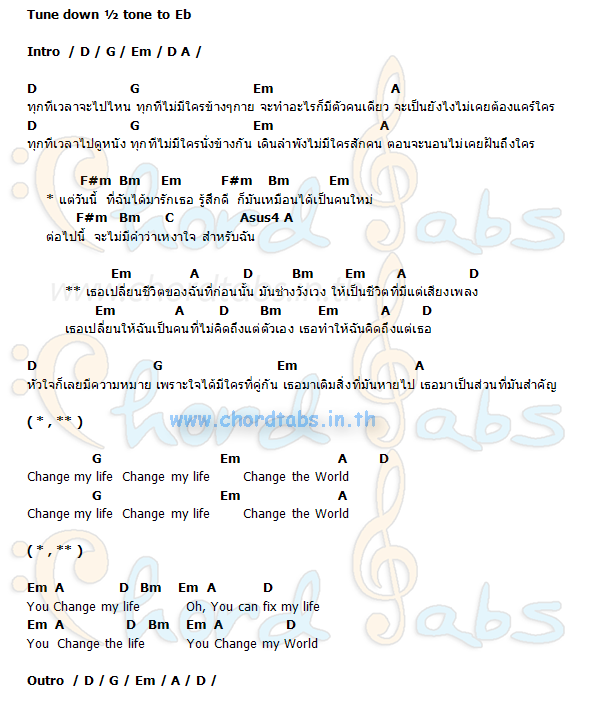 Tune down ½ tone to Eb
Intro / D / G / Em / D A /
D G Em A
ทุกทีเวลาจะไปไหน ทุกทีไม่มีใครข้างๆกาย จะทำอะไรก็มีตัวคนเดียว จะเป็นยังไงไม่เคยต้องแคร์ใคร
D G Em A
ทุกทีเวลาไปดูหนัง ทุกทีไม่มีใครนั่งข้างกัน เดินลำพังไม่มีใครสักคน ตอนจะนอนไม่เคยฝันถึงใคร
F#m Bm Em F#m Bm Em
* แต่วันนี้ ที่ฉันได้มารักเธอ รู้สึกดี ก็มันเหมือนได้เป็นคนใหม่
F#m Bm C Asus4 A
ต่อไปนี้ จะไม่มีคำว่าเหงาใจ สำหรับฉัน
Em A D Bm Em A D
** เธอเปลี่ยนชีวิตของฉันที่ก่อนนั้น มันช่างวังเวง ให้เป็นชีวิตที่มีแต่เสียงเพลง
Em A D Bm Em A D
เธอเปลี่ยนให้ฉันเป็นคนที่ไม่คิดถึงแต่ตัวเอง เธอทำให้ฉันคิดถึงแต่เธอ
D G Em A
หัวใจก็เลยมีความหมาย เพราะใจได้มีใครที่คู่กัน เธอมาเติมสิ่งที่มันหายไป เธอมาเป็นส่วนที่มันสำคัญ
( * , ** )
www.chordtabs.in.th
G Em A D
Change my life Change my life Change the World
G Em A
Change my life Change my life Change the World
( * , ** )
Em A D Bm Em A D
You Change my life Oh, You can fix my life
Em A D Bm Em A D
You Change the life You Change my World
Outro / D / G / Em / A / D /